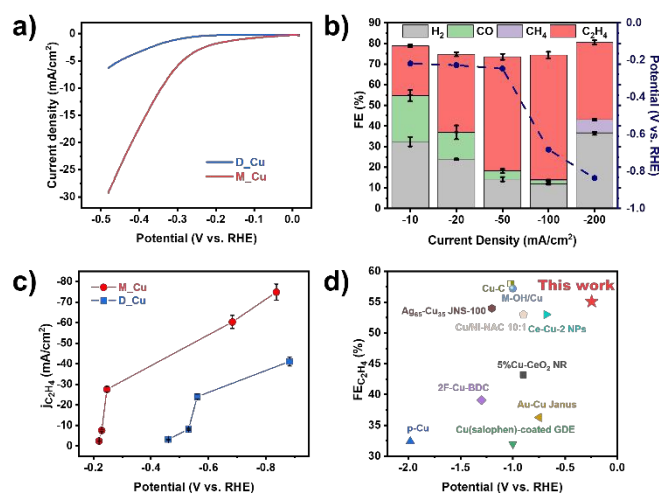 a)
Current density (mA/cm²)
0
-5
-10
-15
-20
-25
-30
D_Cu
M_Cu
-0.5 -0.4 -0.3 -0.2 -0.1 0.0
Potential (V vs. RHE)
b)
H₂ CO CH₄ C₂H₄
FE (%)
90
80
70
60
50
40
30
20
10
0
-10 -20 -50 -100 -200
Current Density (mA/cm²)
0.0
-0.2
-0.4
-0.6
-0.8
-1.0
Potential (V vs. RHE)
c)
M_Cu
D_Cu
jC₂H₄ (mA/cm²)
-80
-70
-60
-50
-40
-30
-20
-10
0
-0.2 -0.4 -0.6 -0.8
Potential (V vs. RHE)
d)
FEC₂H₄ (%)
60
55
50
45
40
35
30
Cu-C
This work
M-OH/Cu
Ag₆₅-Cu₃₅ JNS-100
Cu/NI-NAC 10:1
Ce-Cu-2 NPs
5%Cu-CeO₂ NR
2F-Cu-BDC
Au-Cu Janus
p-Cu
Cu(salophen)-coated GDE
-2.0 -1.5 -1.0 -0.5 0.0
Potential (V vs. RHE)